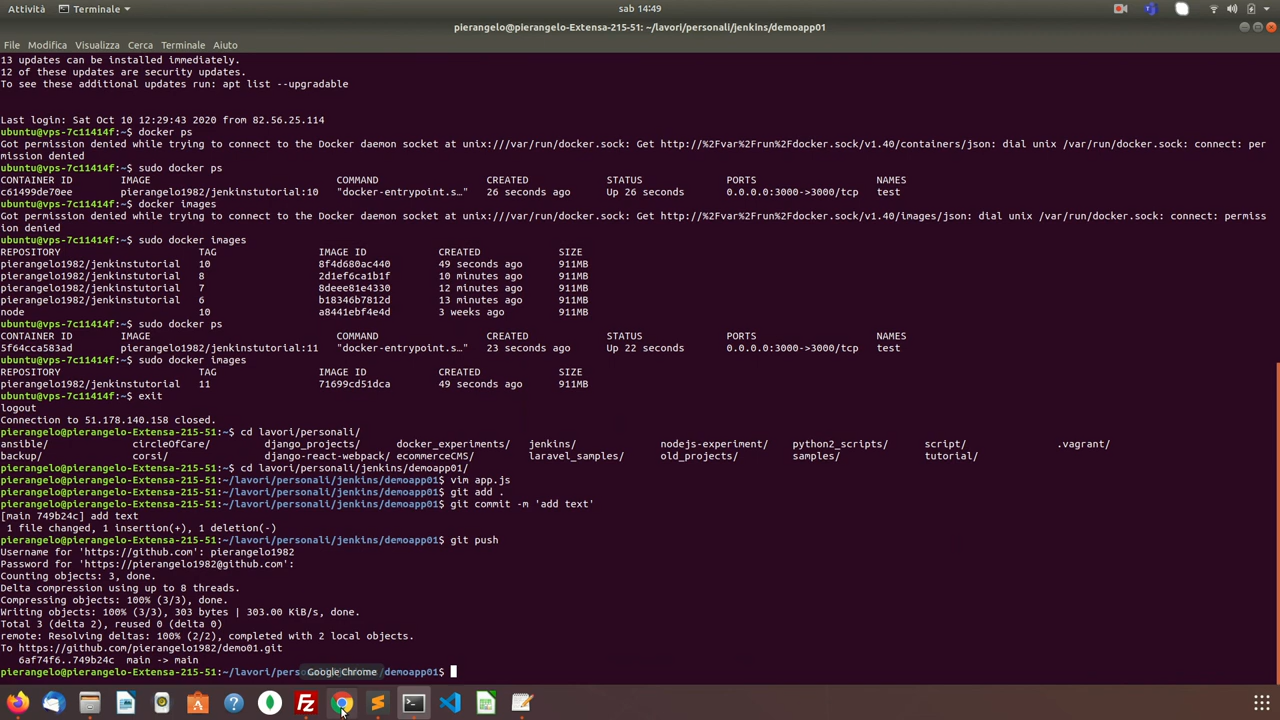 Attività
Terminale
sab 14:49
pierangelo@pierangelo-Extensa-215-51: ~/lavori/personali/jenkins/demoapp01
File Modifica Visualizza Cerca Terminale Aiuto
13 updates can be installed immediately.
12 of these updates are security updates.
To see these additional updates run: apt list --upgradable
Last login: Sat Oct 10 12:29:43 2020 from 82.56.25.114
ubuntu@vps-7c11414f:~$ docker ps
Got permission denied while trying to connect to the Docker daemon socket at unix:///var/run/docker.sock: Get http://%2Fvar%2Frun%2Fdocker.sock/v1.40/containers/json: dial unix /var/run/docker.sock: connect: per
mission denied
ubuntu@vps-7c11414f:~$ sudo docker ps
CONTAINER ID IMAGE COMMAND CREATED STATUS PORTS NAMES
c61499de70ee pierangelo1982/jenkinstutorial:10 "docker-entrypoint.s…" 26 seconds ago Up 26 seconds 0.0.0.0:3000->3000/tcp test
ubuntu@vps-7c11414f:~$ docker images
Got permission denied while trying to connect to the Docker daemon socket at unix:///var/run/docker.sock: Get http://%2Fvar%2Frun%2Fdocker.sock/v1.40/images/json: dial unix /var/run/docker.sock: connect: permiss
ion denied
ubuntu@vps-7c11414f:~$ sudo docker images
REPOSITORY TAG IMAGE ID CREATED SIZE
pierangelo1982/jenkinstutorial 10 8f4d680ac440 49 seconds ago 911MB
pierangelo1982/jenkinstutorial 8 2d1ef6ca1b1f 10 minutes ago 911MB
pierangelo1982/jenkinstutorial 7 8deee81e4330 12 minutes ago 911MB
pierangelo1982/jenkinstutorial 6 b18346b7812d 13 minutes ago 911MB
node 10 a8441ebf4e4d 3 weeks ago 911MB
ubuntu@vps-7c11414f:~$ sudo docker ps
CONTAINER ID IMAGE COMMAND CREATED STATUS PORTS NAMES
5f64cca583ad pierangelo1982/jenkinstutorial:11 "docker-entrypoint.s…" 23 seconds ago Up 22 seconds 0.0.0.0:3000->3000/tcp test
ubuntu@vps-7c11414f:~$ sudo docker images
REPOSITORY TAG IMAGE ID CREATED SIZE
pierangelo1982/jenkinstutorial 11 71699cd51dca 49 seconds ago 911MB
ubuntu@vps-7c11414f:~$ exit
logout
Connection to 51.178.140.158 closed.
pierangelo@pierangelo-Extensa-215-51:~$ cd lavori/personali/
ansible/ circleOfCare/ django_projects/ docker_experiments/ jenkins/ nodejs-experiment/ python2_scripts/ script/ .vagrant/
backup/ corsi/ django-react-webpack/ ecommerceCMS/ laravel_samples/ old_projects/ samples/ tutorial/
pierangelo@pierangelo-Extensa-215-51:~$ cd lavori/personali/jenkins/demoapp01/
pierangelo@pierangelo-Extensa-215-51:~/lavori/personali/jenkins/demoapp01$ vim app.js
pierangelo@pierangelo-Extensa-215-51:~/lavori/personali/jenkins/demoapp01$ git add .
pierangelo@pierangelo-Extensa-215-51:~/lavori/personali/jenkins/demoapp01$ git commit -m 'add text'
[main 749b24c] add text
1 file changed, 1 insertion(+), 1 deletion(-)
pierangelo@pierangelo-Extensa-215-51:~/lavori/personali/jenkins/demoapp01$ git push
Username for 'https://github.com': pierangelo1982
Password for 'https://pierangelo1982@github.com':
Counting objects: 3, done.
Delta compression using up to 8 threads.
Compressing objects: 100% (3/3), done.
Writing objects: 100% (3/3), 303 bytes | 303.00 KiB/s, done.
Total 3 (delta 2), reused 0 (delta 0)
remote: Resolving deltas: 100% (2/2), completed with 2 local objects.
To https://github.com/pierangelo1982/demo01.git
6af74f6..749b24c main -> main
pierangelo@pierangelo-Extensa-215-51:~/lavori/pers Google Chrome /demoapp01$